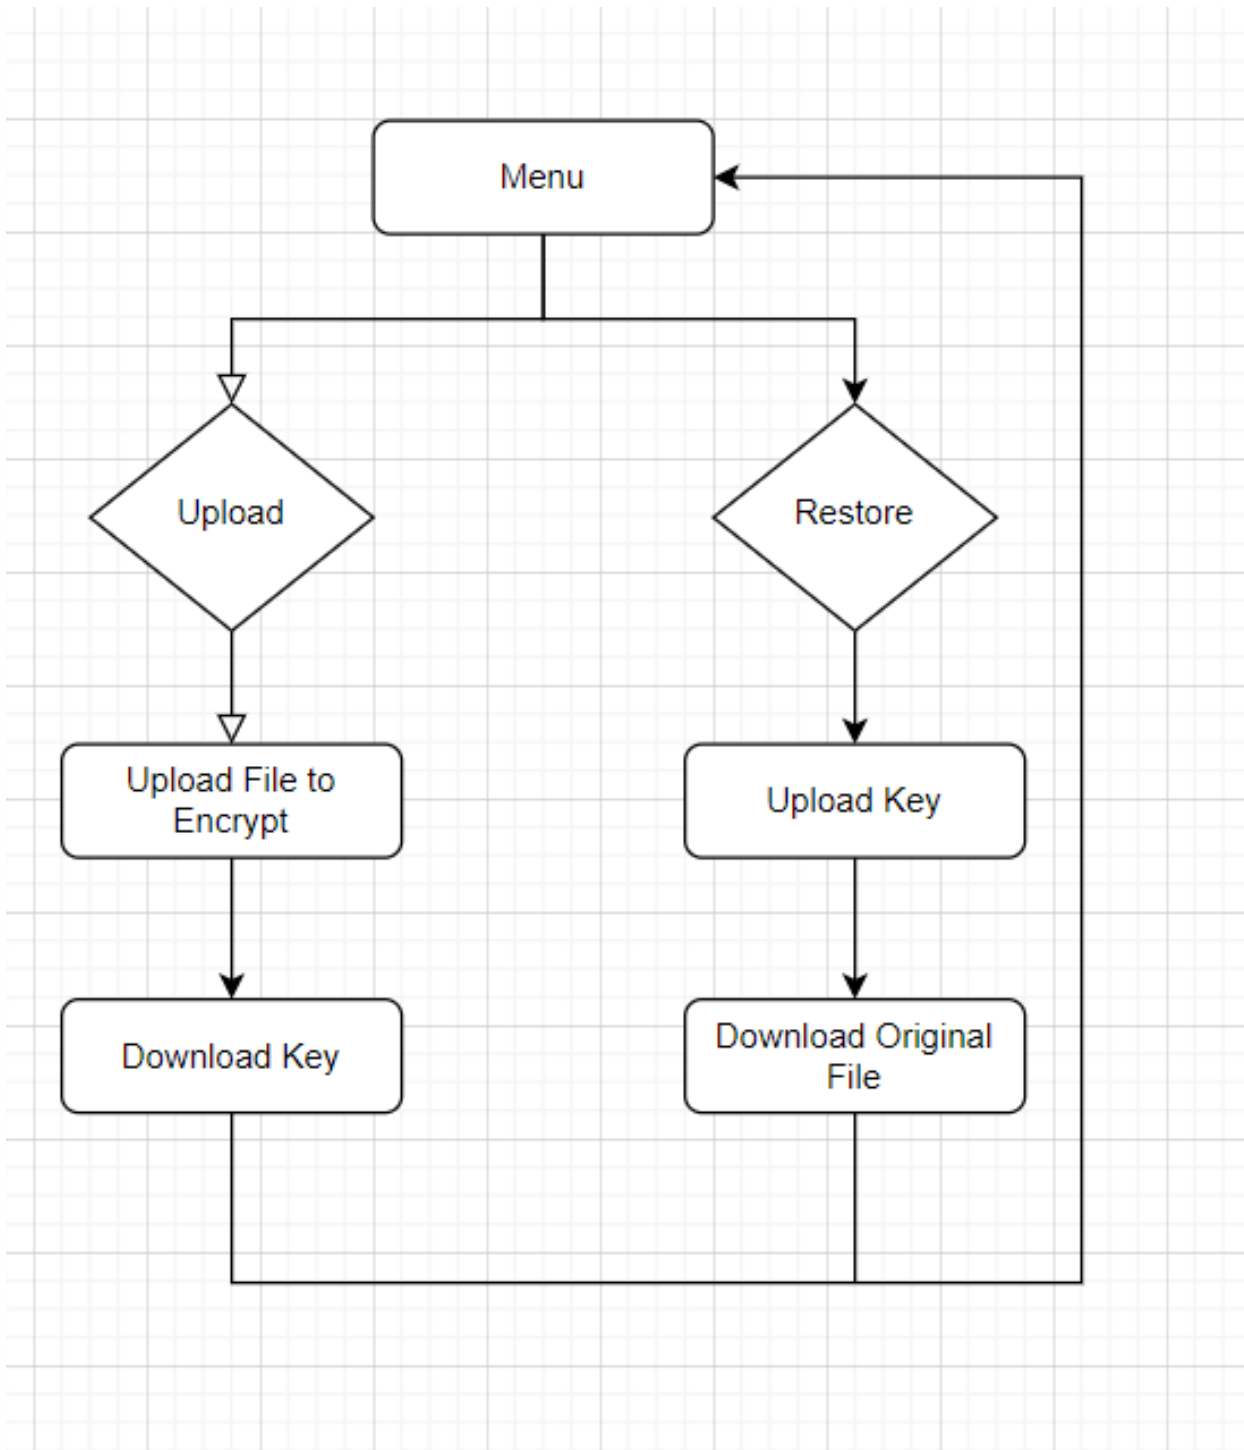 Menu
Upload
Restore
Upload File to
Encrypt
Upload Key
Download Key
Download Original
File